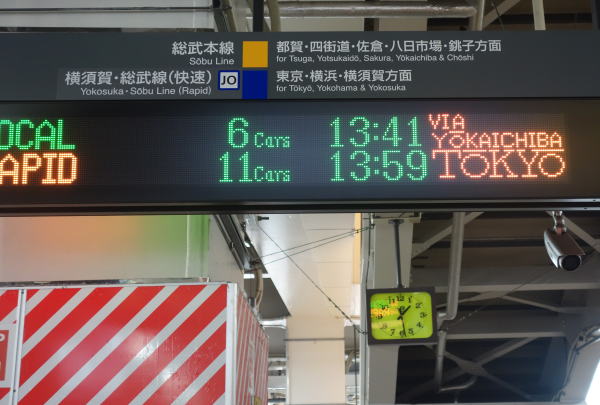 総武本線 都賀・四街道・佐倉・八日市場・銚子方面
Sōbu Line for Tsuga, Yotsukaidō, Sakura, Yōkaichiba & Chōshi
横須賀・総武線(快速) JO 東京・横浜・横須賀方面
Yokosuka・Sōbu Line (Rapid) for Tōkyō, Yokohama & Yokosuka
OCAL 6 Cars 13:41 VIA YŌKAICHIBA
APID 11 Cars 13:59 TŌKYŌ